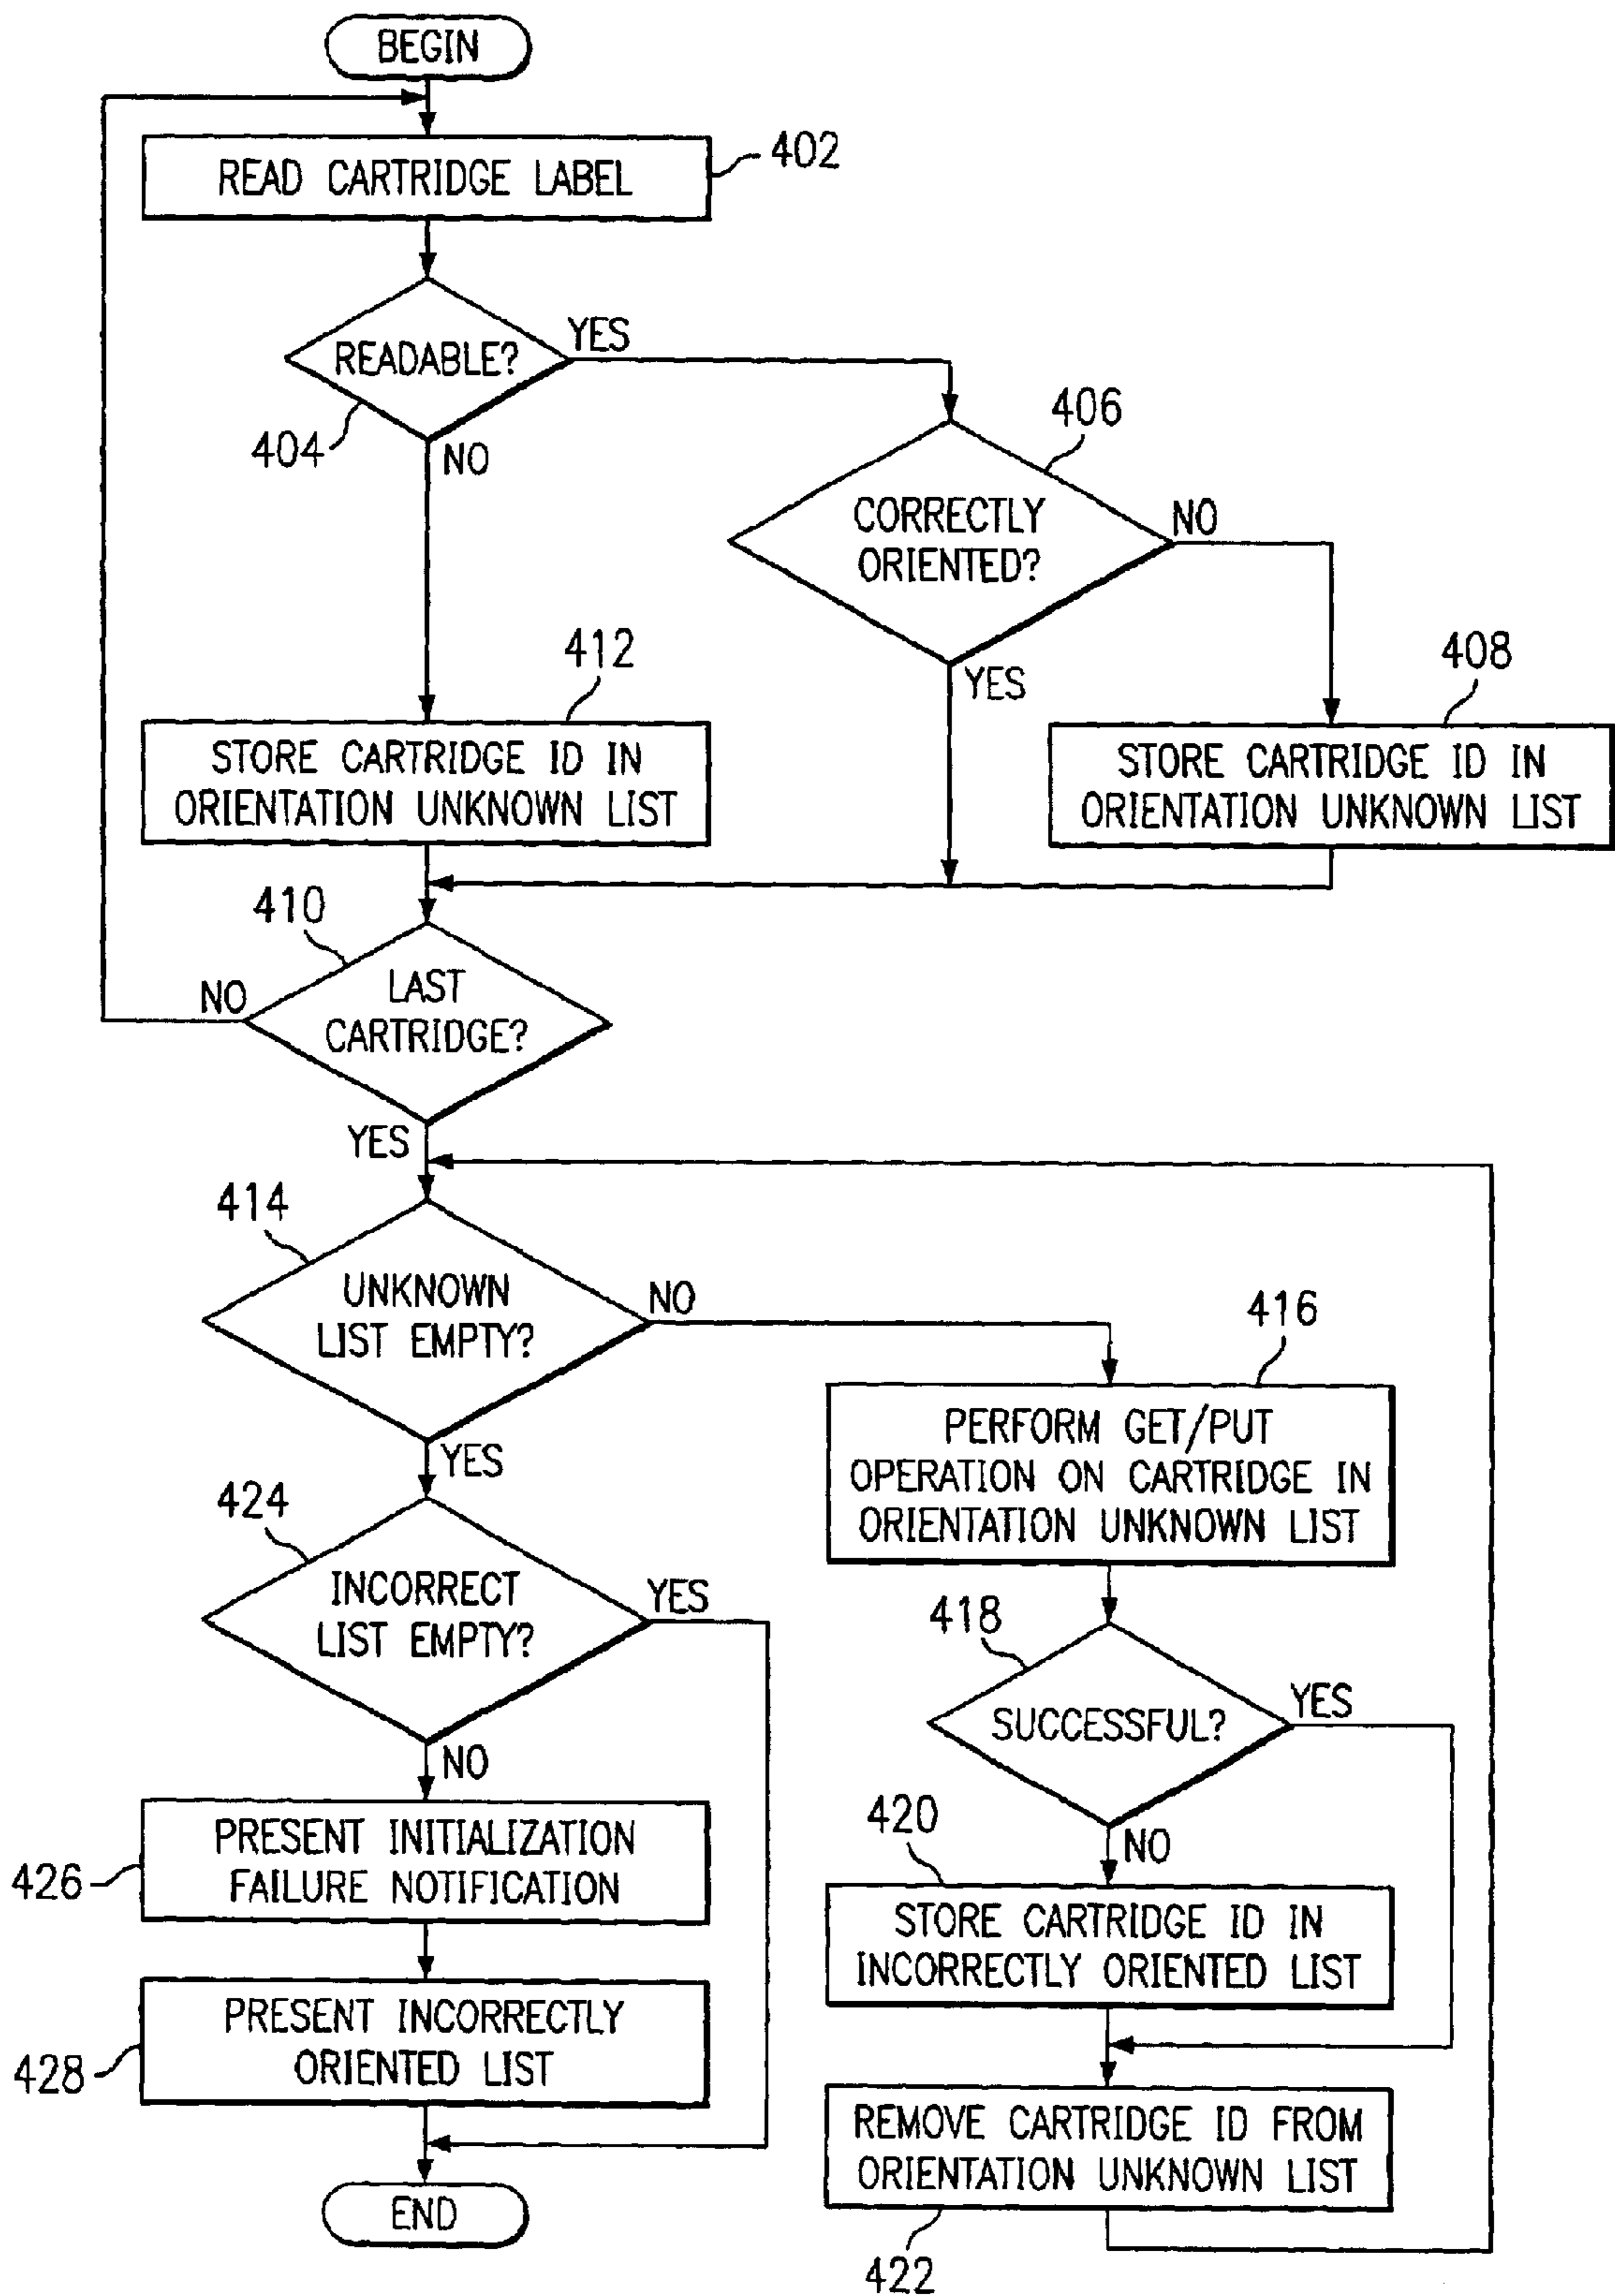 BEGIN
READ CARTRIDGE LABEL
402
READABLE?
YES
404
NO
406
CORRECTLY
ORIENTED?
NO
YES
412
STORE CARTRIDGE ID IN
ORIENTATION UNKNOWN LIST
408
STORE CARTRIDGE ID IN
ORIENTATION UNKNOWN LIST
410
LAST
CARTRIDGE?
NO
YES
414
UNKNOWN
LIST EMPTY?
NO
YES
416
PERFORM GET/PUT
OPERATION ON CARTRIDGE IN
ORIENTATION UNKNOWN LIST
424
INCORRECT
LIST EMPTY?
YES
NO
418
SUCCESSFUL?
YES
NO
426
PRESENT INITIALIZATION
FAILURE NOTIFICATION
420
STORE CARTRIDGE ID IN
INCORRECTLY ORIENTED LIST
428
PRESENT INCORRECTLY
ORIENTED LIST
REMOVE CARTRIDGE ID FROM
ORIENTATION UNKNOWN LIST
422
END